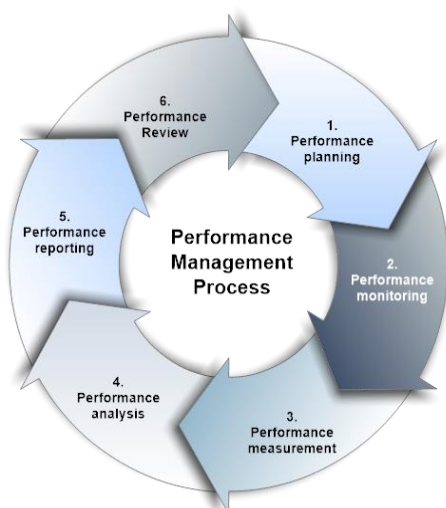 Performance
Management
Process
1.
Performance
planning
2.
Performance
monitoring
3.
Performance
measurement
4.
Performance
analysis
5.
Performance
reporting
6.
Performance
Review